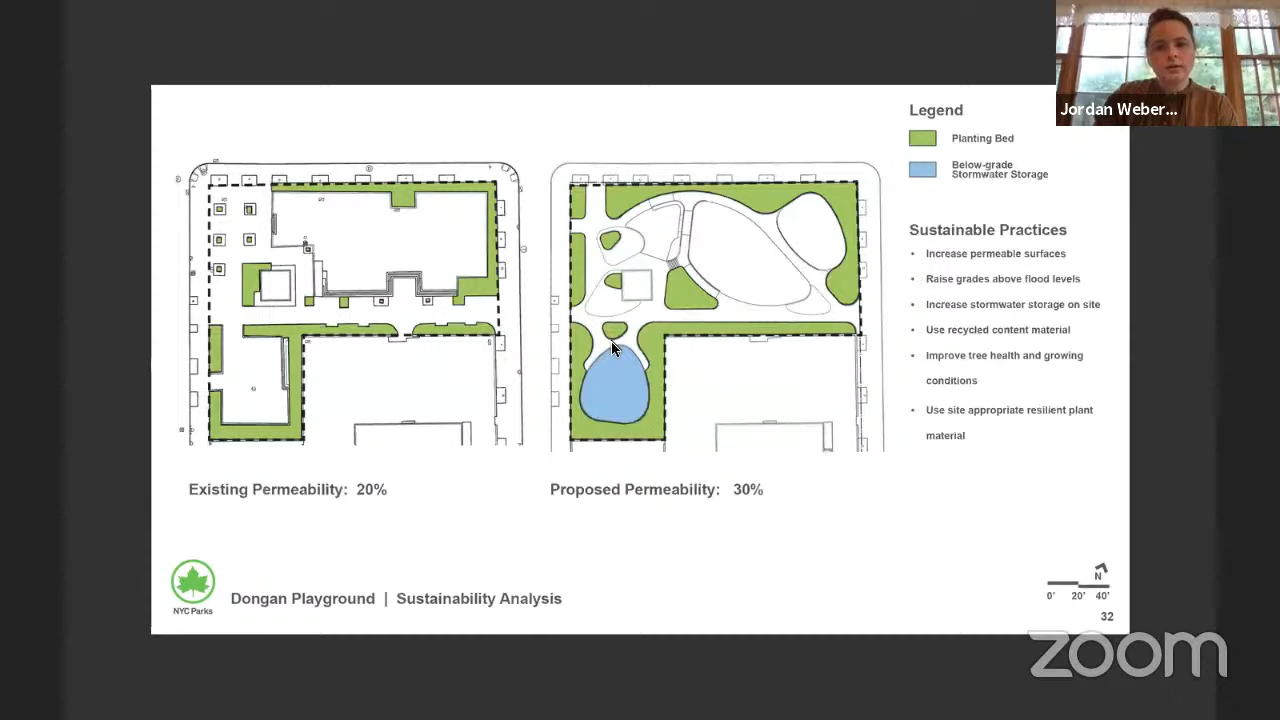 Jordan Weber...
Legend
Planting Bed
Below-grade
Stormwater Storage
Sustainable Practices
• Increase permeable surfaces
• Raise grades above flood levels
• Increase stormwater storage on site
• Use recycled content material
• Improve tree health and growing
conditions
• Use site appropriate resilient plant
material
Existing Permeability: 20%
Proposed Permeability: 30%
NYC Parks
Dongan Playground | Sustainability Analysis
N
0' 20' 40'
32
zoom